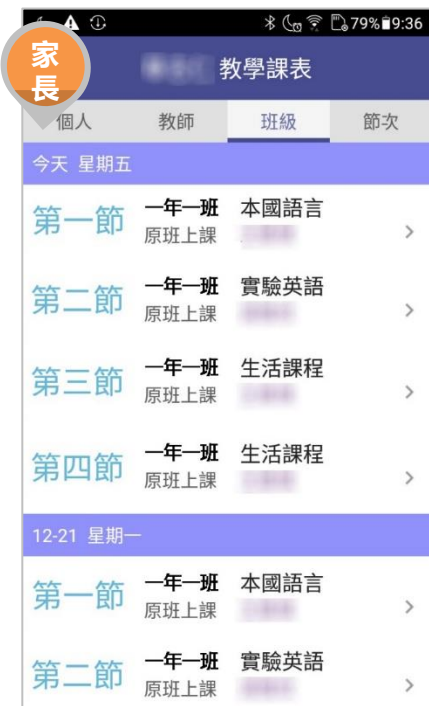 79% 9:36
家長
教學課表
個人 教師 班級 節次
今天 星期五
第一節 一年一班 本國語言
原班上課
第二節 一年一班 實驗英語
原班上課
第三節 一年一班 生活課程
原班上課
第四節 一年一班 生活課程
原班上課
12-21 星期一
第一節 一年一班 本國語言
原班上課
第二節 一年一班 實驗英語
原班上課